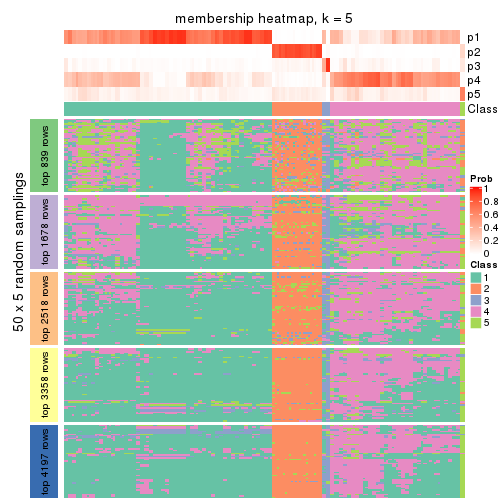 membership heatmap, k = 5
p1
p2
p3
p4
p5
Class
50 x 5 random samplings
top 839 rows
top 1678 rows
top 2518 rows
top 3358 rows
top 4197 rows
Prob
1
0.8
0.6
0.4
0.2
0
Class
1
2
3
4
5